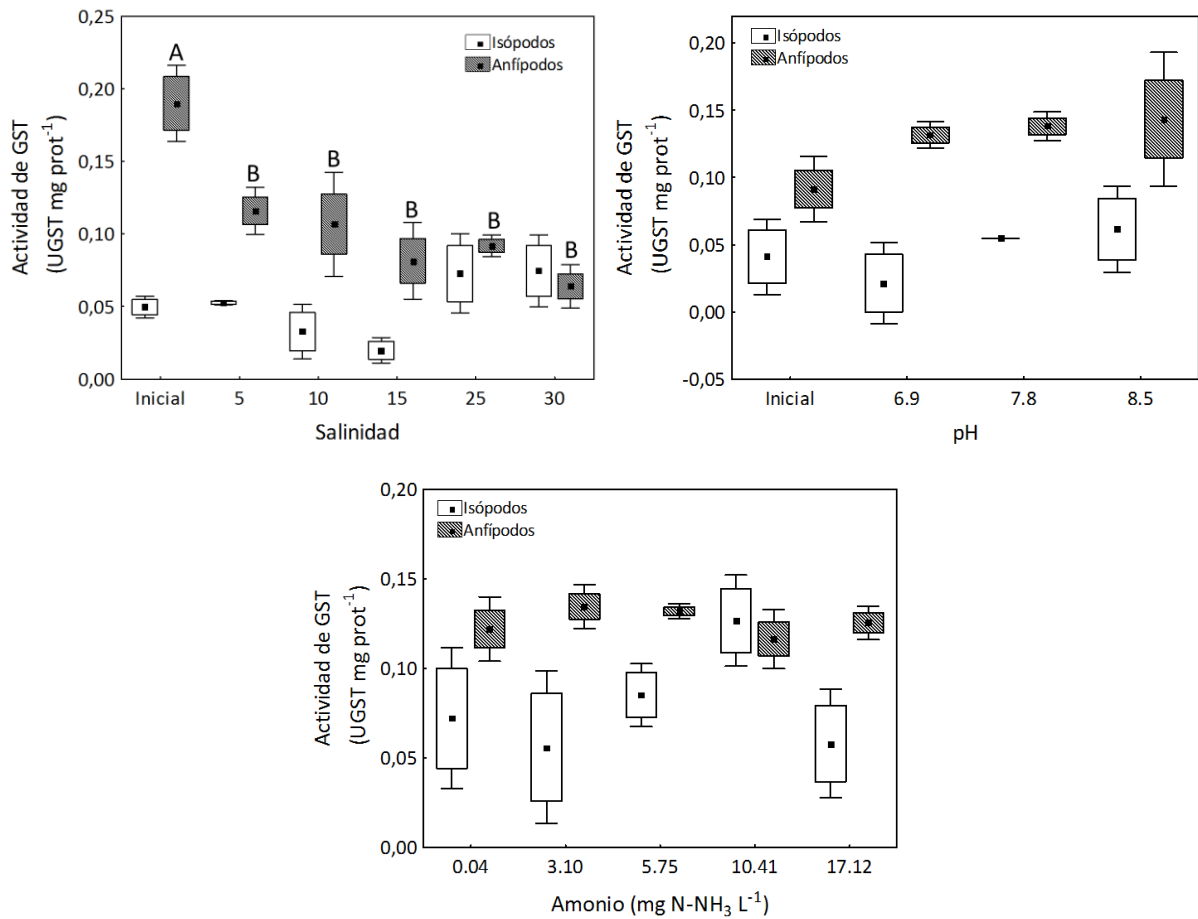 0,25
0,20
0,15
0,10
0,05
0,00
Actividad de GST
(UGST mg prot⁻¹)
Isópodos
Anfípodos
A
B
B
B
B
B
Inicial 5 10 15 25 30
Salinidad
0,20
0,15
0,10
0,05
0,00
-0,05
Actividad de GST
(UGST mg prot⁻¹)
Isópodos
Anfípodos
Inicial 6.9 7.8 8.5
pH
0,20
0,15
0,10
0,05
0,00
Actividad de GST
(UGST mg prot⁻¹)
Isópodos
Anfípodos
0.04 3.10 5.75 10.41 17.12
Amonio (mg N-NH₃ L⁻¹)